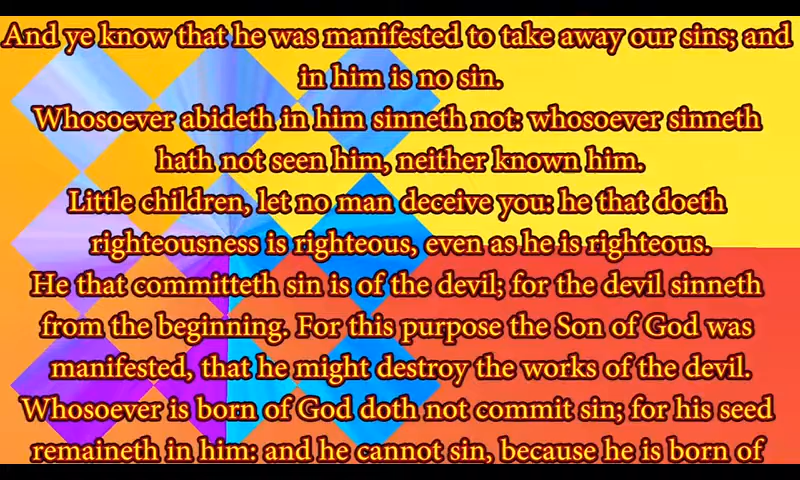 And ye know that he was manifested to take away our sins; and
in him is no sin.
Whosoever abideth in him sinneth not: whosoever sinneth
hath not seen him, neither known him.
Little children, let no man deceive you: he that doeth
righteousness is righteous, even as he is righteous.
He that committeth sin is of the devil; for the devil sinneth
from the beginning. For this purpose the Son of God was
manifested, that he might destroy the works of the devil.
Whosoever is born of God doth not commit sin; for his seed
remaineth in him: and he cannot sin, because he is born of